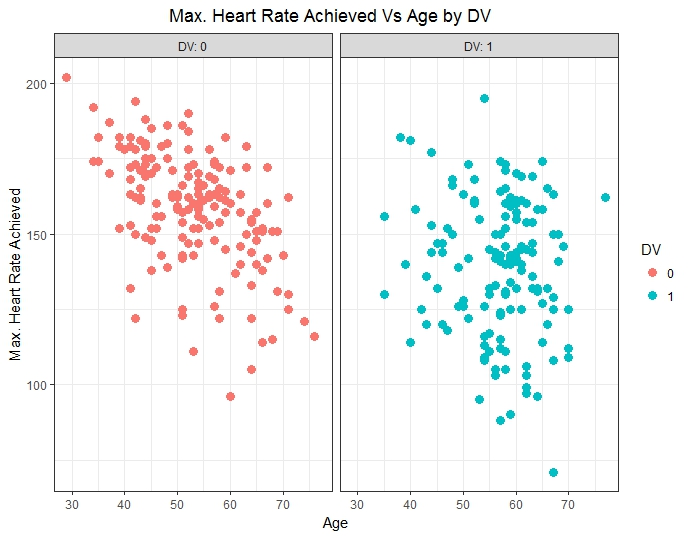 Max. Heart Rate Achieved Vs Age by DV
DV: 0
DV: 1
Max. Heart Rate Achieved
200
150
100
30 40 50 60 70
30 40 50 60 70
Age
DV
0
1